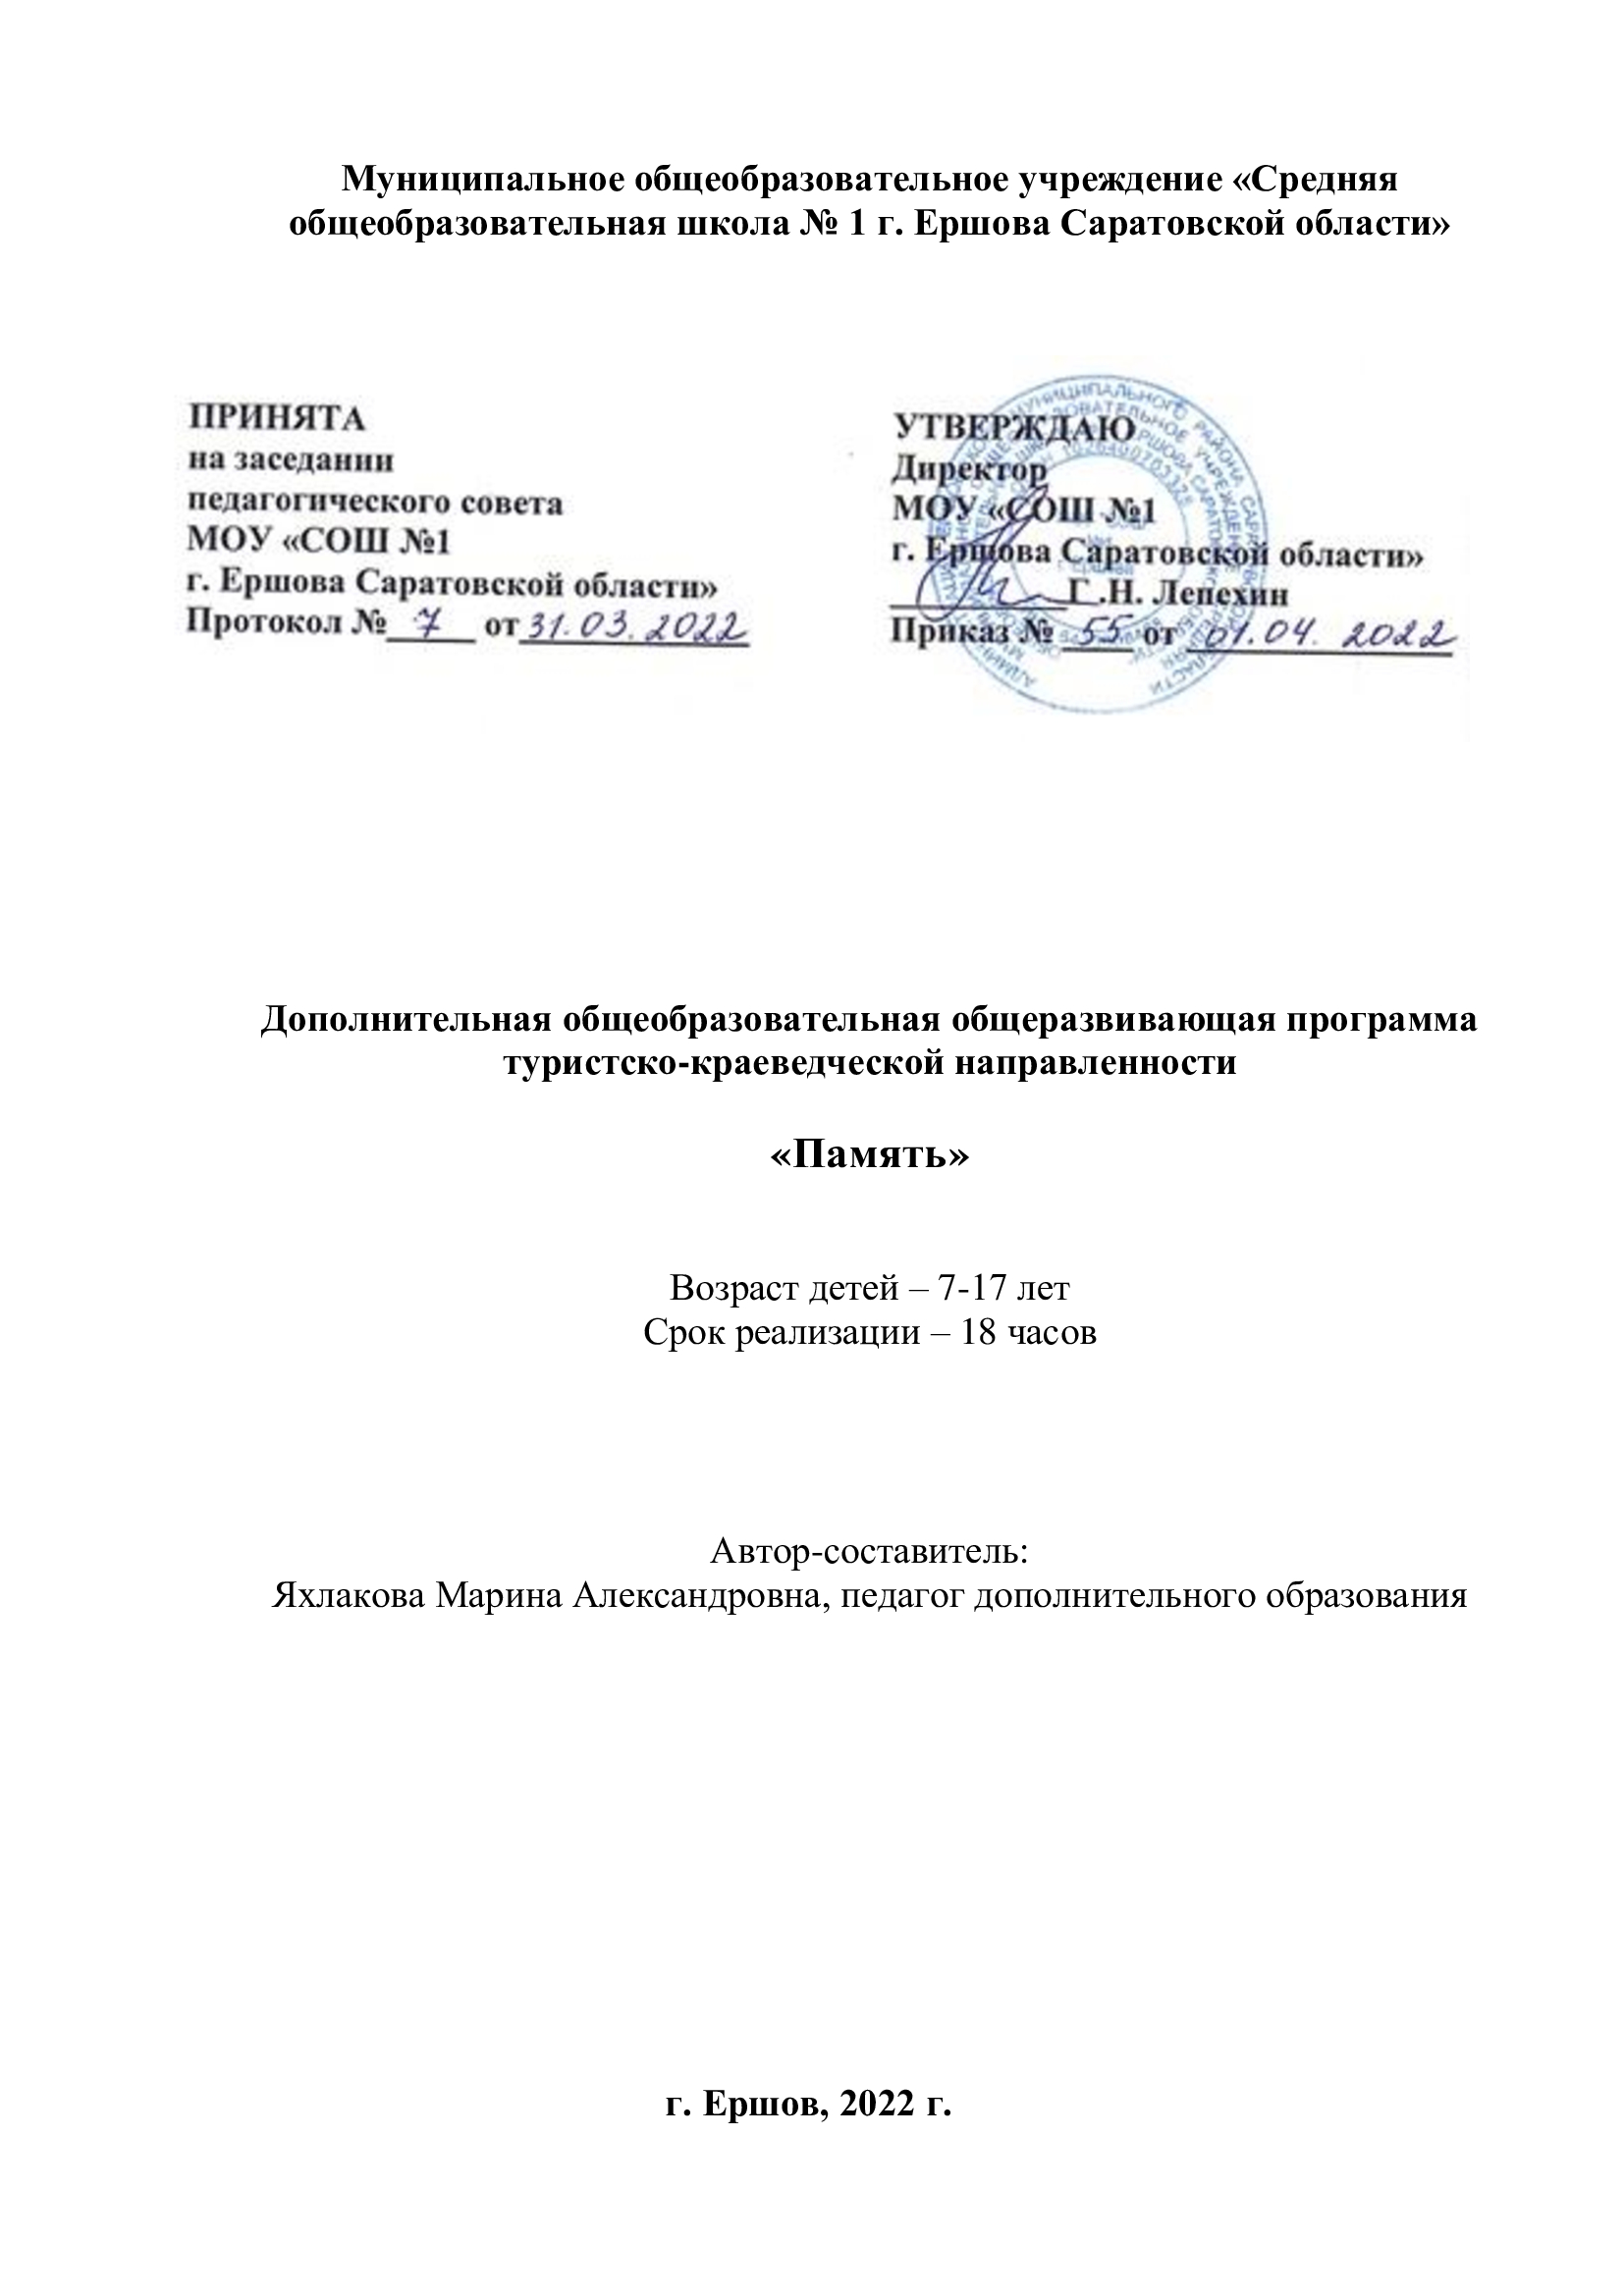 Муниципальное общеобразовательное учреждение «Средняя
общеобразовательная школа № 1 г. Ершова Саратовской области»
ПРИНЯТА
на заседании
педагогического совета
МОУ «СОШ №1
г. Ершова Саратовской области»
Протокол № 7 от 31.03.2022
УТВЕРЖДАЮ
Директор
МОУ «СОШ №1
г. Ершова Саратовской области»
Г.Н. Лепехин
Приказ № 55 от 01.04. 2022
Дополнительная общеобразовательная общеразвивающая программа
туристско-краеведческой направленности
«Память»
Возраст детей – 7-17 лет
Срок реализации – 18 часов
Автор-составитель:
Яхлакова Марина Александровна, педагог дополнительного образования
г. Ершов, 2022 г.